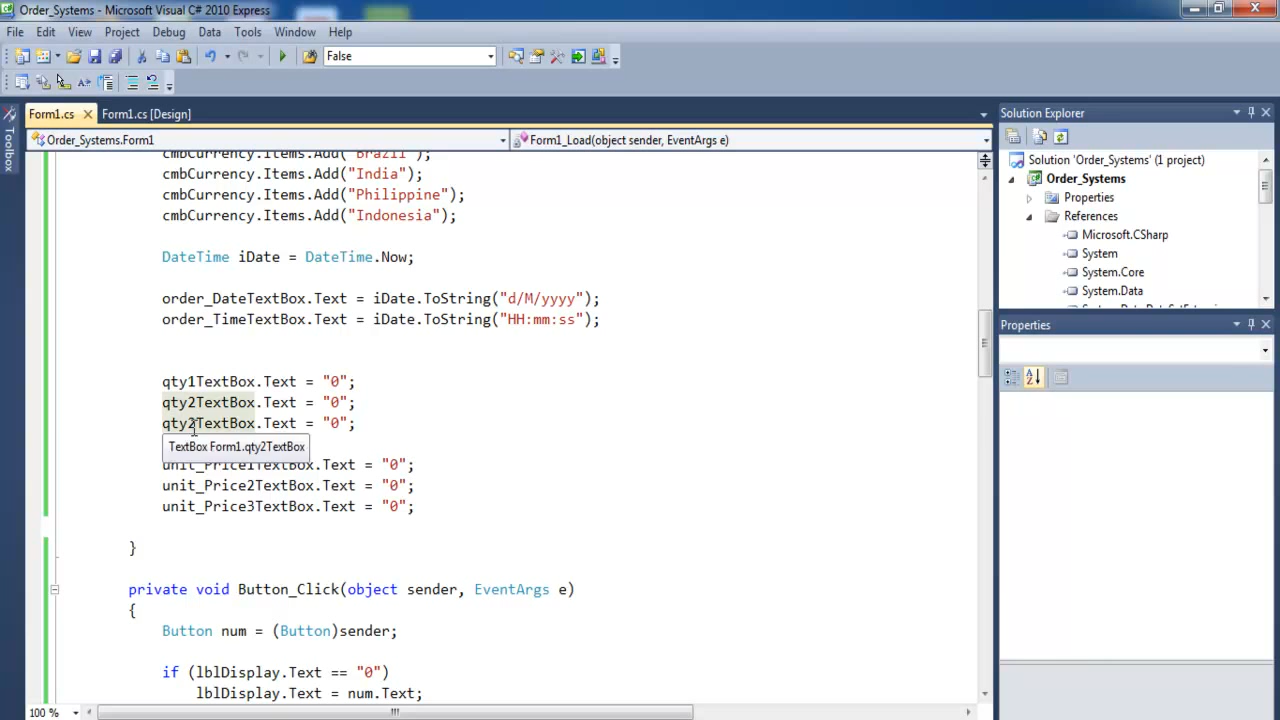 Order_Systems - Microsoft Visual C# 2010 Express
File Edit View Project Debug Data Tools Window Help
False
Form1.cs Form1.cs [Design]
Order_Systems.Form1 Form1_Load(object sender, EventArgs e)
cmbCurrency.Items.Add("Brazil");
cmbCurrency.Items.Add("India");
cmbCurrency.Items.Add("Philippine");
cmbCurrency.Items.Add("Indonesia");
DateTime iDate = DateTime.Now;
order_DateTextBox.Text = iDate.ToString("d/M/yyyy");
order_TimeTextBox.Text = iDate.ToString("HH:mm:ss");
qty1TextBox.Text = "0";
qty2TextBox.Text = "0";
qty2TextBox.Text = "0";
TextBox Form1.qty2TextBox
unit_Price1TextBox.Text = "0";
unit_Price2TextBox.Text = "0";
unit_Price3TextBox.Text = "0";
}
private void Button_Click(object sender, EventArgs e)
{
Button num = (Button)sender;
if (lblDisplay.Text == "0")
lblDisplay.Text = num.Text;
100 %
Toolbox
Solution Explorer
Solution 'Order_Systems' (1 project)
Order_Systems
Properties
References
Microsoft.CSharp
System
System.Core
System.Data
Properties